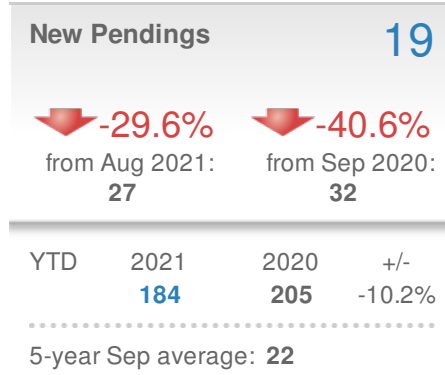 New Pendings 19
-29.6% -40.6%
from Aug 2021: from Sep 2020:
27 32
YTD 2021 2020 +/-
184 205 -10.2%
5-year Sep average: 22